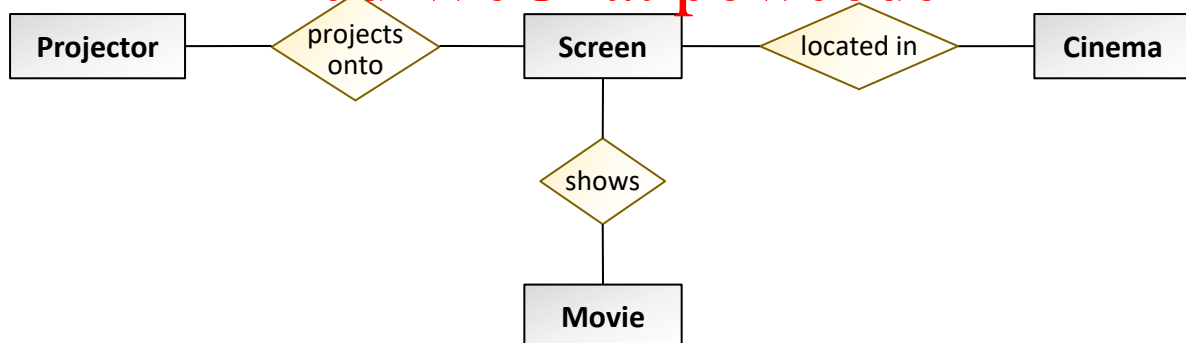 Projector
projects
onto
Screen
located in
Cinema
shows
Movie